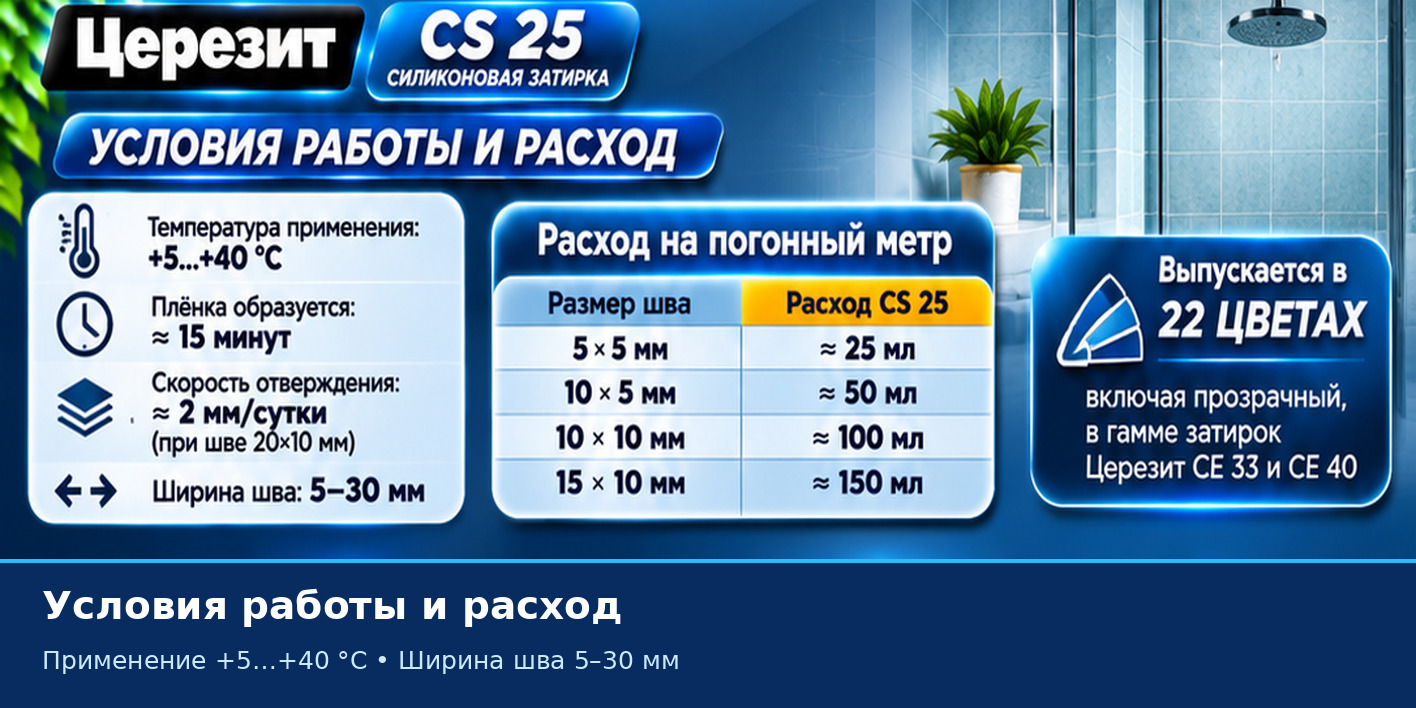 Церезит
CS 25
СИЛИКОНОВАЯ ЗАТИРКА
УСЛОВИЯ РАБОТЫ И РАСХОД
Температура применения:
+5...+40 °C
Плёнка образуется:
≈ 15 минут
Скорость отверждения:
≈ 2 мм/сутки
(при шве 20×10 мм)
Ширина шва: 5–30 мм
Расход на погонный метр
Размер шва Расход CS 25
5 × 5 мм ≈ 25 мл
10 × 5 мм ≈ 50 мл
10 × 10 мм ≈ 100 мл
15 × 10 мм ≈ 150 мл
Выпускается в
22 ЦВЕТАХ
включая прозрачный,
в гамме затирок
Церезит CE 33 и CE 40
Условия работы и расход
Применение +5...+40 °C • Ширина шва 5–30 мм